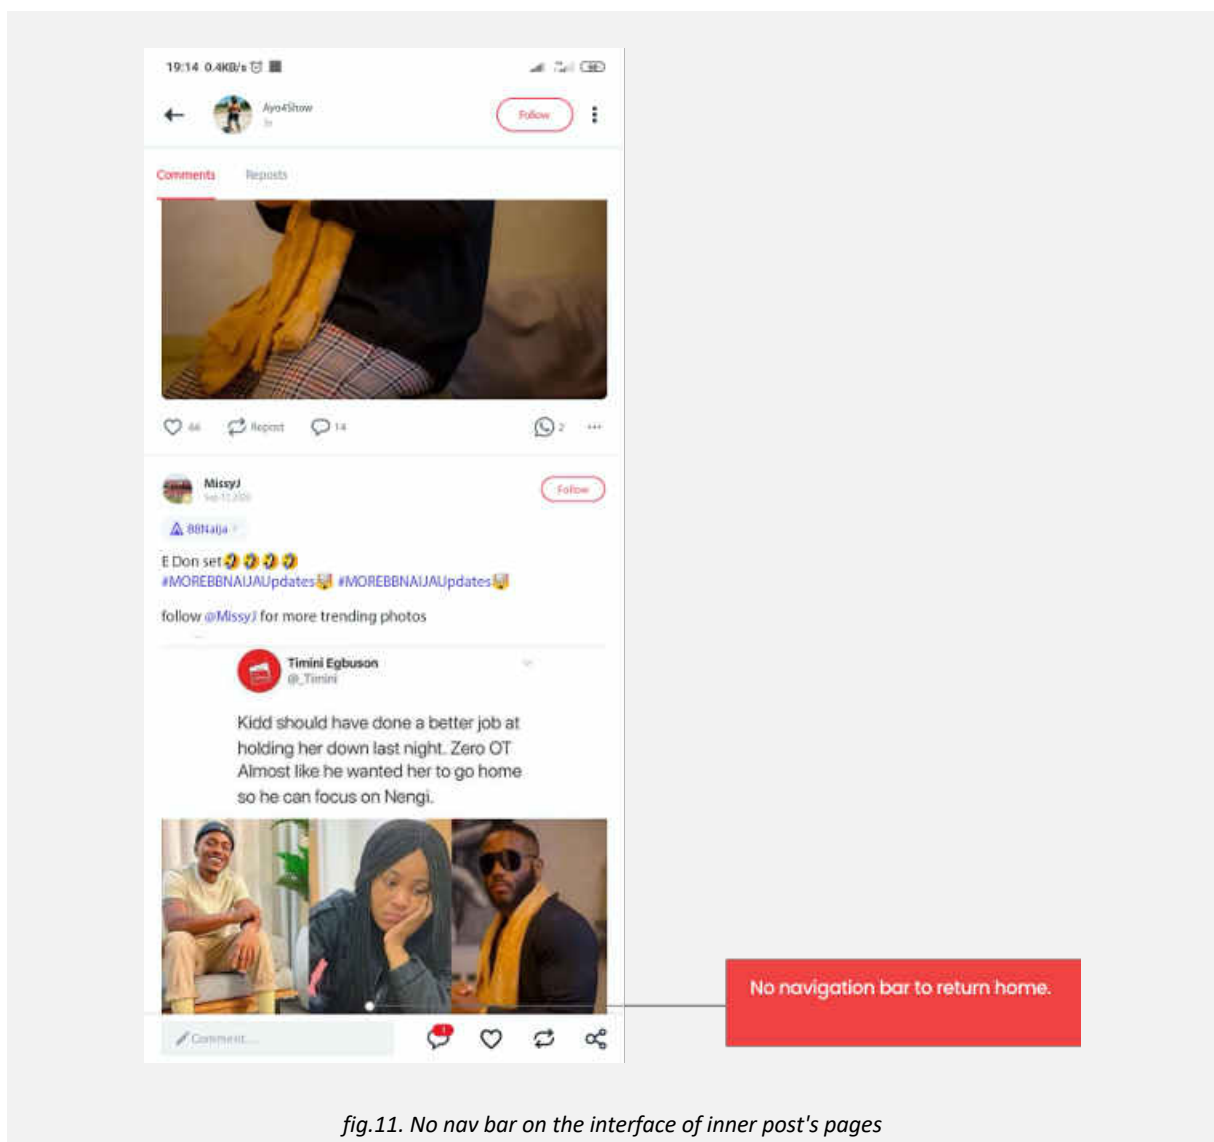 19:14 0.4KB/s
Ayo4Show
Follow
Comments Reposts
Repost 14
2
MissyJ
Follow
BBNaija
E Don set🤣🤣🤣🤣
#MOREBBNAIJAUpdates🤯 #MOREBBNAIJAUpdates🤯
follow @MissyJ for more trending photos
Timini Egbuson
@_Timini
Kidd should have done a better job at
holding her down last night. Zero OT
Almost like he wanted her to go home
so he can focus on Nengi.
No navigation bar to return home.
Comment....
1
fig.11. No nav bar on the interface of inner post's pages